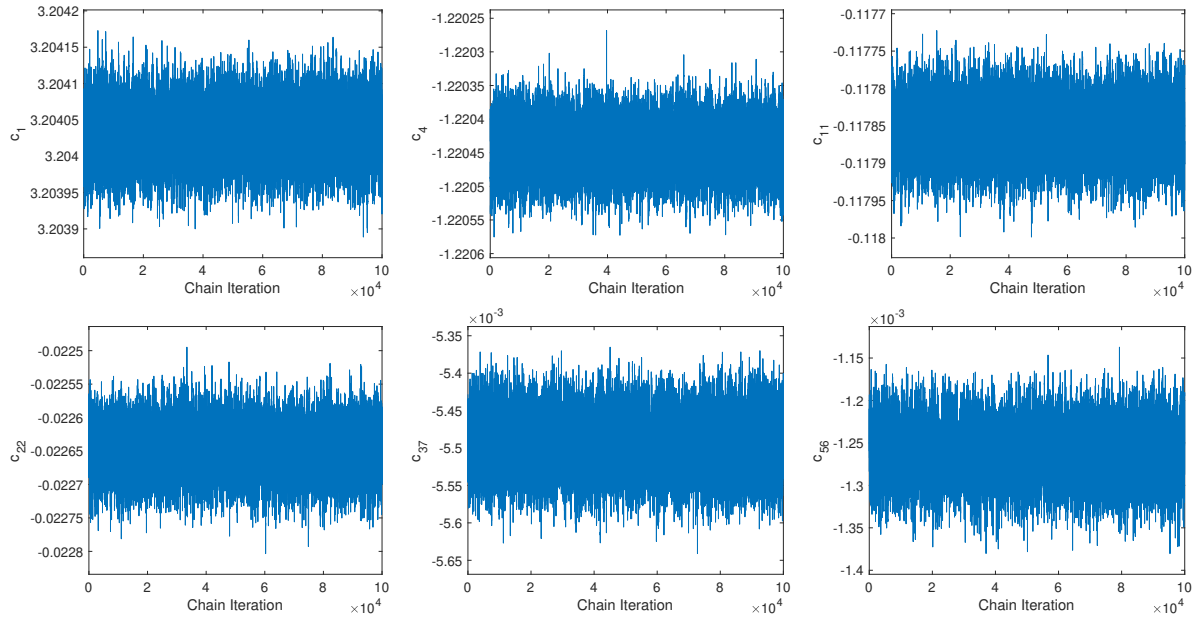 3.2042
3.20415
3.2041
3.20405
3.204
3.20395
3.2039
c1
0 2 4 6 8 10
Chain Iteration
×10^4
-1.22025
-1.2203
-1.22035
-1.2204
-1.22045
-1.2205
-1.22055
-1.2206
c4
0 2 4 6 8 10
Chain Iteration
×10^4
-0.1177
-0.11775
-0.1178
-0.11785
-0.1179
-0.11795
-0.118
c11
0 2 4 6 8 10
Chain Iteration
×10^4
-0.0225
-0.02255
-0.0226
-0.02265
-0.0227
-0.02275
-0.0228
c22
0 2 4 6 8 10
Chain Iteration
×10^4
×10^-3
-5.35
-5.4
-5.45
-5.5
-5.55
-5.6
-5.65
c37
0 2 4 6 8 10
Chain Iteration
×10^4
×10^-3
-1.15
-1.2
-1.25
-1.3
-1.35
-1.4
c56
0 2 4 6 8 10
Chain Iteration
×10^4